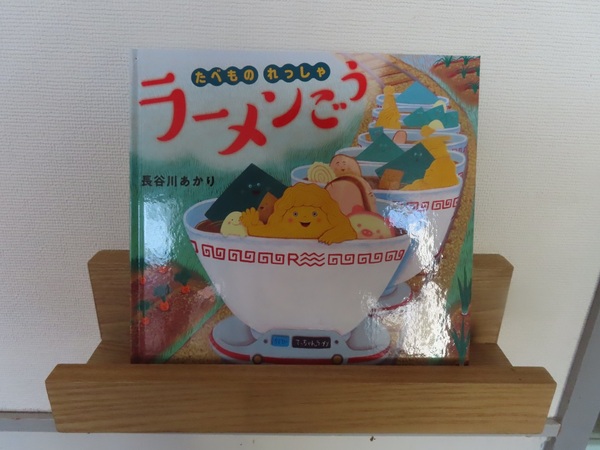 たべもの れっしゃ
ラーメンごう
長谷川あかり
R